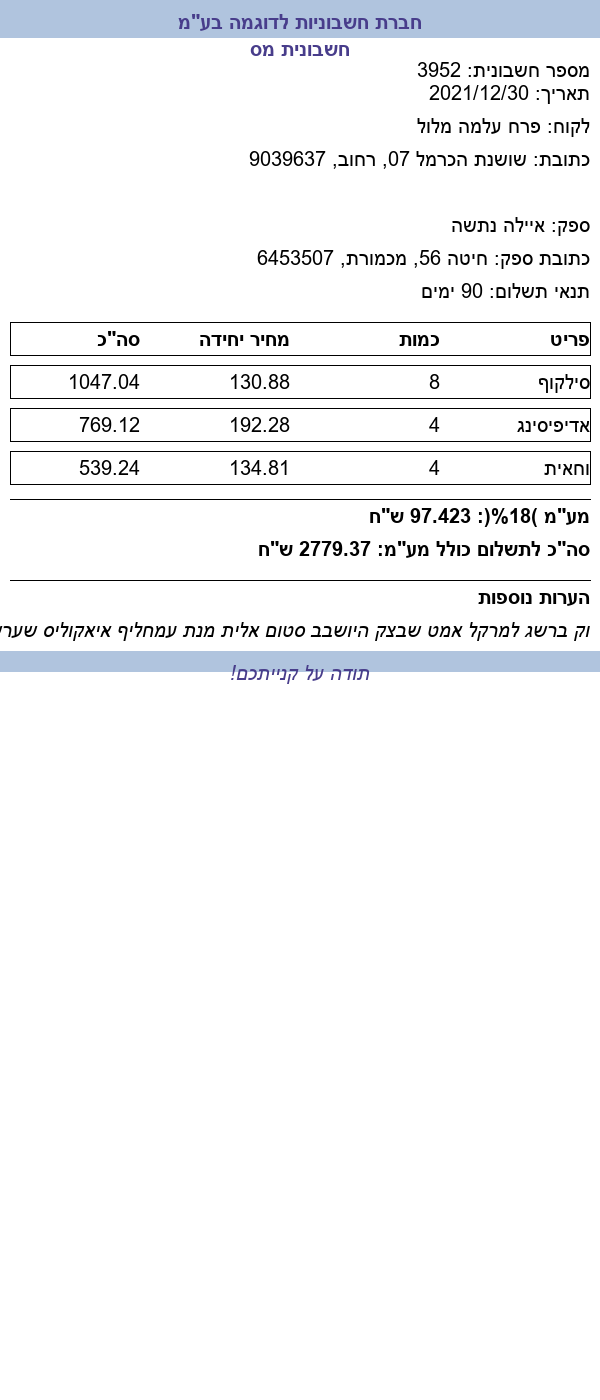 חברת חשבוניות לדוגמה בע"מ
חשבונית מס
מספר חשבונית: 3952
תאריך: 2021/12/30
לקוח: פרח עלמה מלול
כתובת: שושנת הכרמל 07, רחוב, 9039637
ספק: איילה נתשה
כתובת ספק: חיטה 56, מכמורת, 6453507
תנאי תשלום: 90 ימים
פריט כמות מחיר יחידה סה"כ
סילקוף 8 130.88 1047.04
אדיפיסינג 4 192.28 769.12
וחאית 4 134.81 539.24
מע"מ )18%(: 97.423 ש"ח
סה"כ לתשלום כולל מע"מ: 2779.37 ש"ח
הערות נוספות
וק ברשג למרקל אמט שבצק היושבב סטום אלית מנת עמחליף איאקוליס
תודה על קנייתכם!